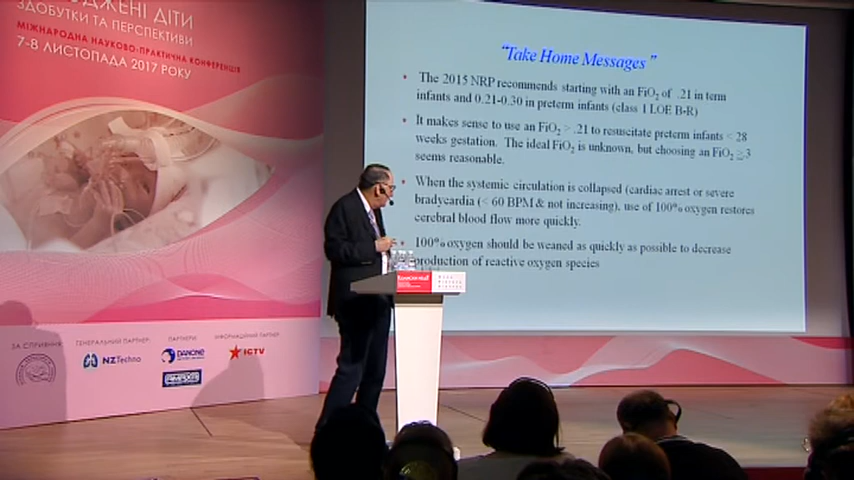 ДЖЕНІ ДІТИ
ЗДОБУТКИ ТА ПЕРСПЕКТИВИ
МІЖНАРОДНА НАУКОВО-ПРАКТИЧНА КОНФЕРЕНЦІЯ
7-8 ЛИСТОПАДА 2017 РОКУ
"Take Home Messages"
• The 2015 NRP recommends starting with an FiO2 of .21 in term
infants and 0.21-0.30 in preterm infants (class 1 LOE B-R)
• It makes sense to use an FiO2 > .21 to resuscitate preterm infants < 28
weeks gestation. The ideal FiO2 is unknown, but choosing an FiO2 ≥3
seems reasonable.
• When the systemic circulation is collapsed (cardiac arrest or severe
bradycardia (< 60 BPM & not increasing), use of 100% oxygen restores
cerebral blood flow more quickly.
• 100% oxygen should be weaned as quickly as possible to decrease
production of reactive oxygen species
ЗА СПРИЯННЯ
ГЕНЕРАЛЬНИЙ ПАРТНЕР:
ПАРТНЕРИ:
ІНФОРМАЦІЙНИЙ ПАРТНЕР:
NZTechno
DANONE
ICTV